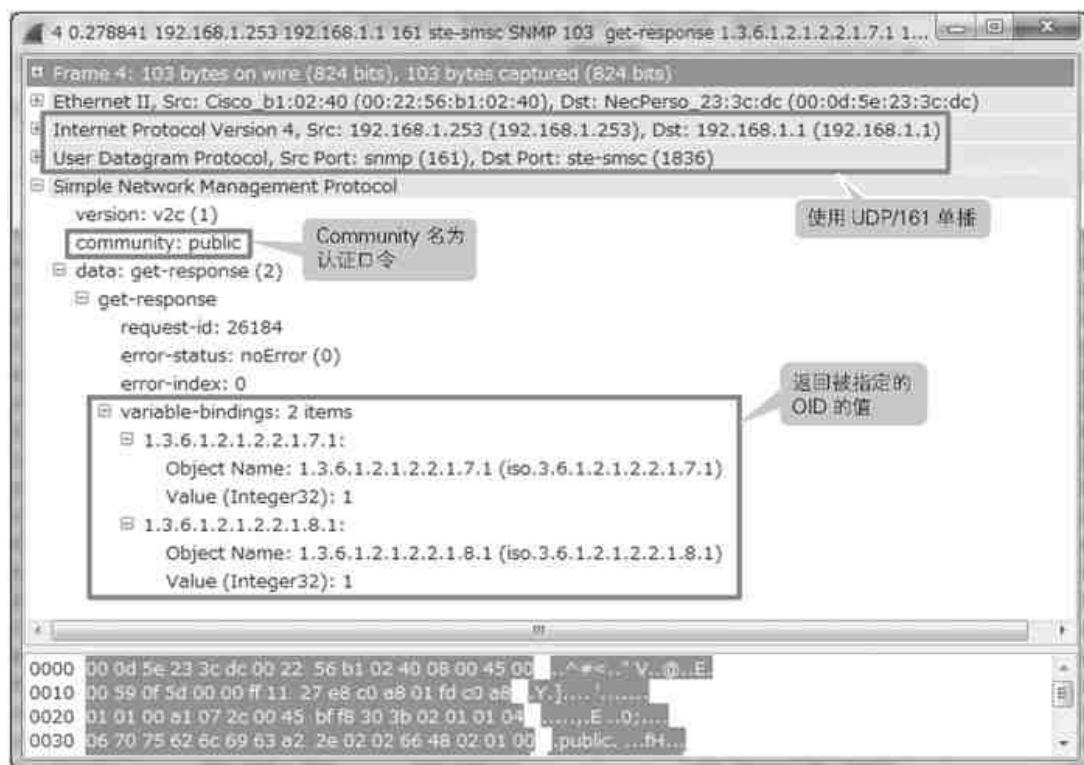 4 0.278841 192.168.1.253 192.168.1.1 161 ste-smsc SNMP 103 get-response 1.3.6.1.2.1.2.2.1.7.1 1...
Frame 4: 103 bytes on wire (824 bits), 103 bytes captured (824 bits)
Ethernet II, Src: Cisco_b1:02:40 (00:22:56:b1:02:40), Dst: NecPerso_23:3c:dc (00:0d:5e:23:3c:dc)
Internet Protocol Version 4, Src: 192.168.1.253 (192.168.1.253), Dst: 192.168.1.1 (192.168.1.1)
User Datagram Protocol, Src Port: snmp (161), Dst Port: ste-smsc (1836)
Simple Network Management Protocol
version: v2c (1)
使用 UDP/161 单播
community: public
Community 名为
认证口令
data: get-response (2)
get-response
request-id: 26184
error-status: noError (0)
error-index: 0
返回被指定的
OID 的值
variable-bindings: 2 items
1.3.6.1.2.1.2.2.1.7.1:
Object Name: 1.3.6.1.2.1.2.2.1.7.1 (iso.3.6.1.2.1.2.2.1.7.1)
Value (Integer32): 1
1.3.6.1.2.1.2.2.1.8.1:
Object Name: 1.3.6.1.2.1.2.2.1.8.1 (iso.3.6.1.2.1.2.2.1.8.1)
Value (Integer32): 1
0000 00 0d 5e 23 3c dc 00 22 56 b1 02 40 08 00 45 00 ..^#<.." V..@..E.
0010 00 59 0f 5d 00 00 ff 11 27 e8 c0 a8 01 fd c0 a8 .Y.].... '.......
0020 01 01 00 a1 07 2c 00 45 bf f8 30 3b 02 01 01 04 .....,.E ..0;....
0030 06 70 75 62 6c 69 63 a2 2e 02 02 66 48 02 01 00 .public. ...fH...